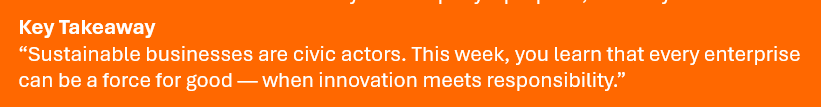 Key Takeaway
“Sustainable businesses are civic actors. This week, you learn that every enterprise
can be a force for good — when innovation meets responsibility.”